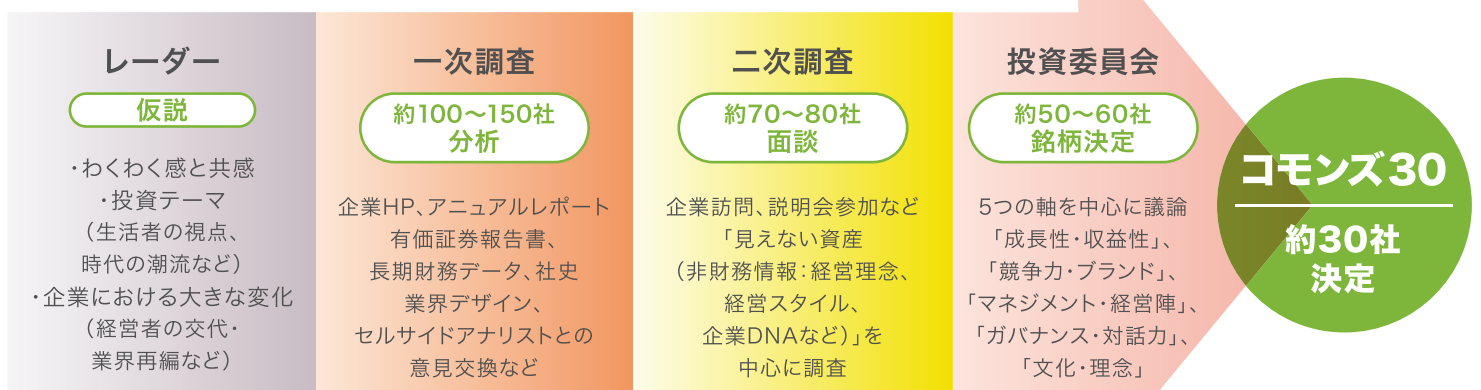 レーダー
仮説
・わくわく感と共感
・投資テーマ
（生活者の視点、
時代の潮流など）
・企業における大きな変化
（経営者の交代・
業界再編など）
一次調査
約100〜150社
分析
企業HP、アニュアルレポート
有価証券報告書、
長期財務データ、社史
業界デザイン、
セルサイドアナリストとの
意見交換など
二次調査
約70〜80社
面談
企業訪問、説明会参加など
「見えない資産
（非財務情報：経営理念、
経営スタイル、
企業DNAなど）」を
中心に調査
投資委員会
約50〜60社
銘柄決定
5つの軸を中心に議論
「成長性・収益性」、
「競争力・ブランド」、
「マネジメント・経営陣」、
「ガバナンス・対話力」、
「文化・理念」
コモンズ30
約30社
決定